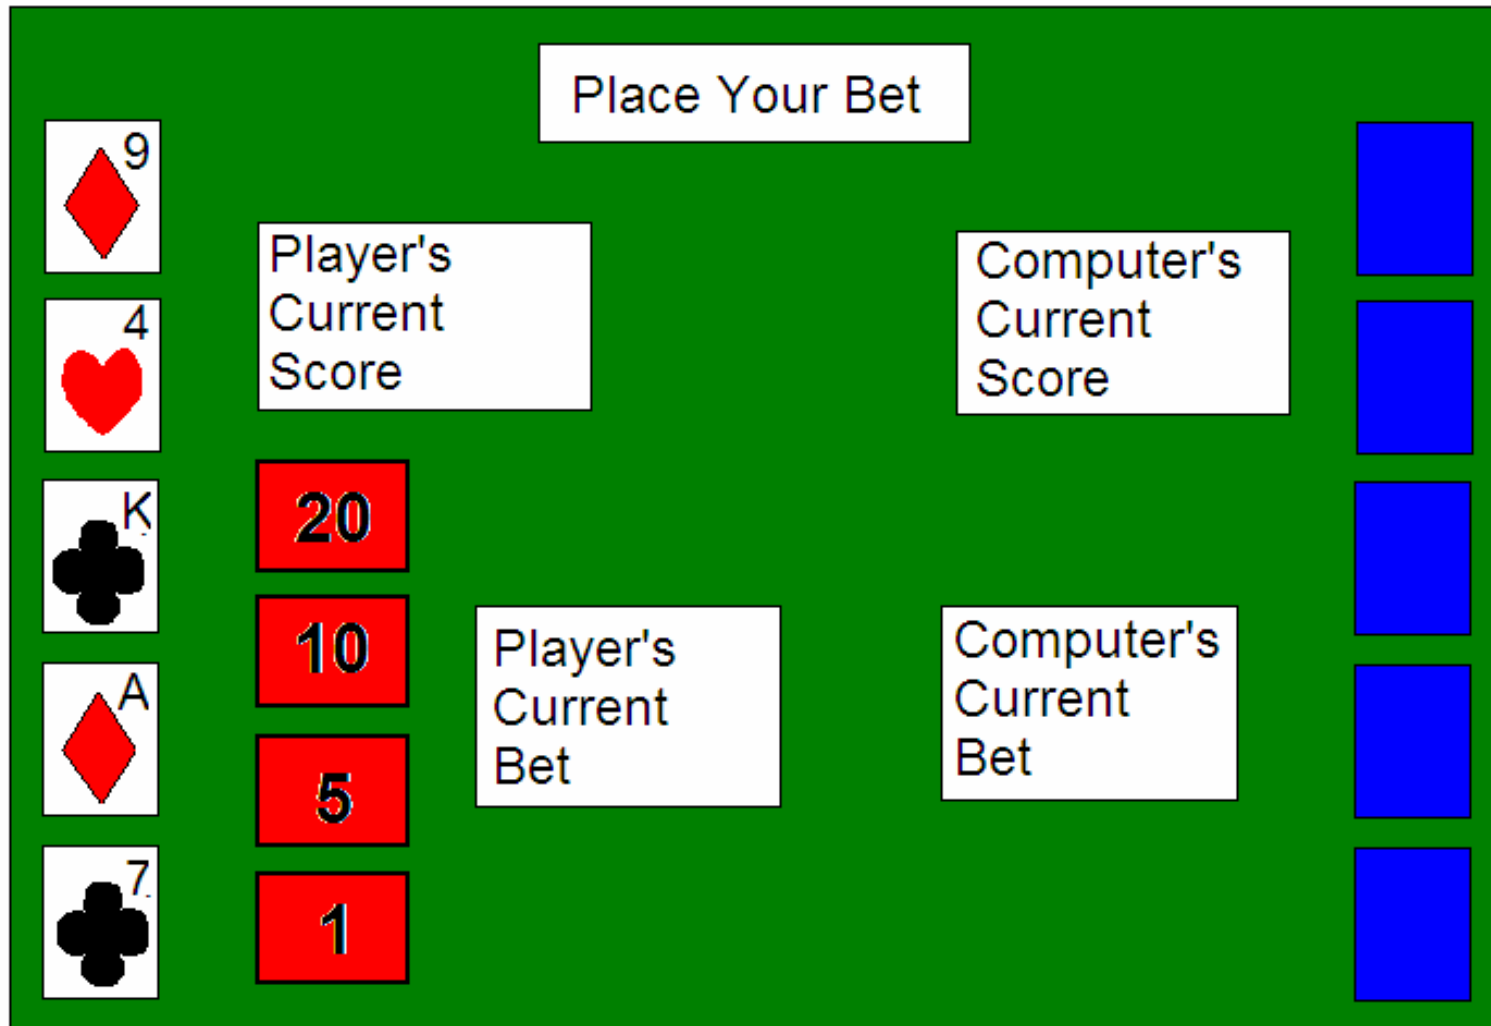 Place Your Bet
9
4
K
A
7
Player's
Current
Score
20
10
5
1
Player's
Current
Bet
Computer's
Current
Score
Computer's
Current
Bet